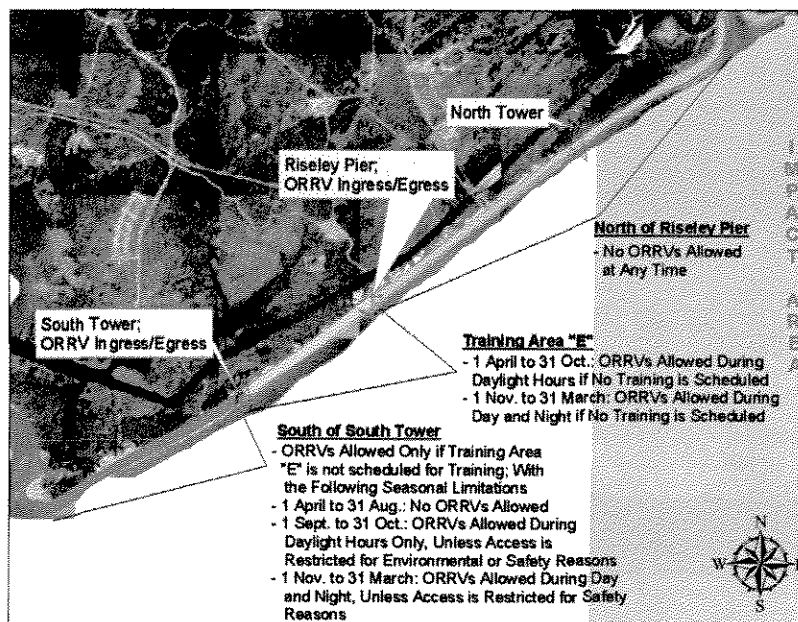 North Tower
Riseley Pier;
ORRV Ingress/Egress
IMPACT AREA
North of Riseley Pier
- No ORRVs Allowed
at Any Time
South Tower;
ORRV Ingress/Egress
Training Area "E"
- 1 April to 31 Oct.: ORRVs Allowed During
Daylight Hours if No Training is Scheduled
- 1 Nov. to 31 March: ORRVs Allowed During
Day and Night if No Training is Scheduled
South of South Tower
- ORRVs Allowed Only if Training Area
"E" is not scheduled for Training; With
the Following Seasonal Limitations
- 1 April to 31 Aug.: No ORRVs Allowed
- 1 Sept. to 31 Oct.: ORRVs Allowed During
Daylight Hours Only, Unless Access is
Restricted for Environmental or Safety Reasons
- 1 Nov. to 31 March: ORRVs Allowed During Day
and Night, Unless Access is Restricted for Safety
Reasons
N
W
E
S